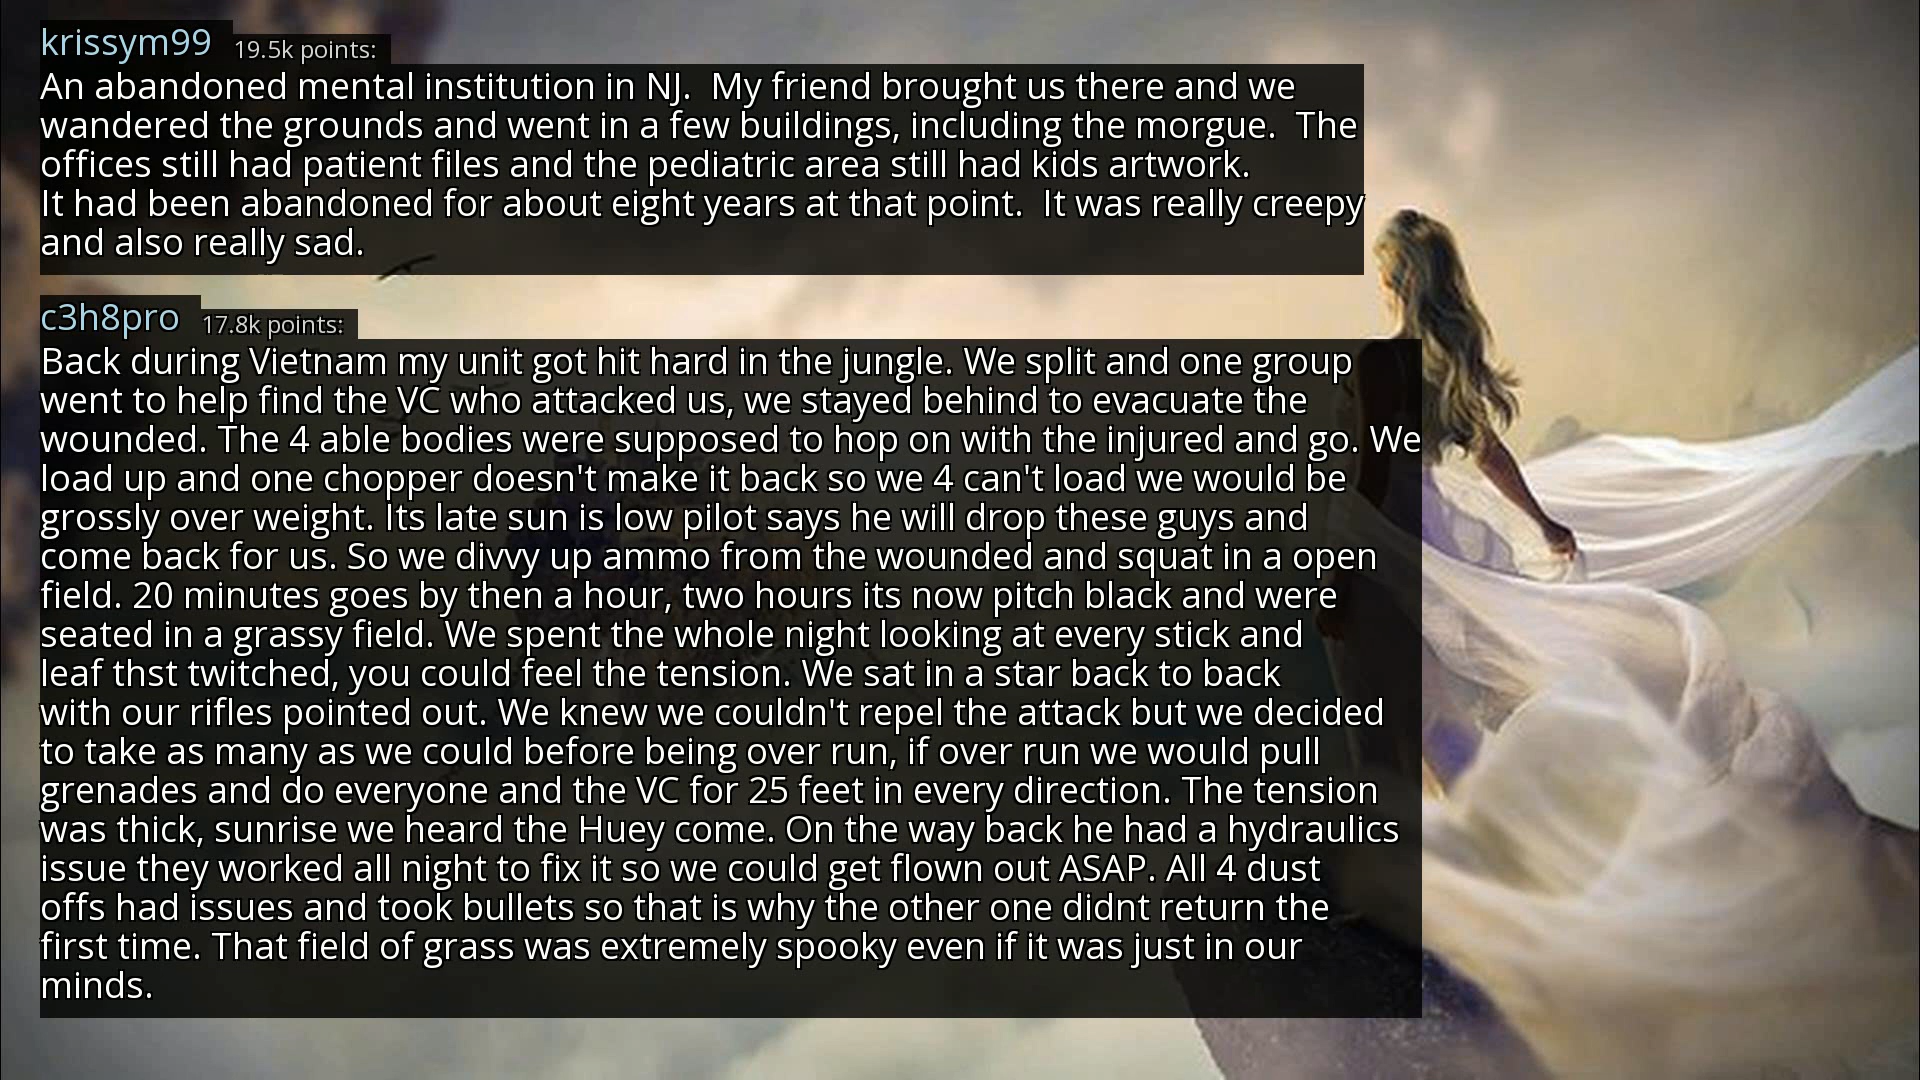 krissym99 19.5k points:
An abandoned mental institution in NJ.  My friend brought us there and we
wandered the grounds and went in a few buildings, including the morgue.  The
offices still had patient files and the pediatric area still had kids artwork.
It had been abandoned for about eight years at that point.  It was really creepy
and also really sad.
c3h8pro 17.8k points:
Back during Vietnam my unit got hit hard in the jungle. We split and one group
went to help find the VC who attacked us, we stayed behind to evacuate the
wounded. The 4 able bodies were supposed to hop on with the injured and go. We
load up and one chopper doesn't make it back so we 4 can't load we would be
grossly over weight. Its late sun is low pilot says he will drop these guys and
come back for us. So we divvy up ammo from the wounded and squat in a open
field. 20 minutes goes by then a hour, two hours its now pitch black and were
seated in a grassy field. We spent the whole night looking at every stick and
leaf thst twitched, you could feel the tension. We sat in a star back to back
with our rifles pointed out. We knew we couldn't repel the attack but we decided
to take as many as we could before being over run, if over run we would pull
grenades and do everyone and the VC for 25 feet in every direction. The tension
was thick, sunrise we heard the Huey come. On the way back he had a hydraulics
issue they worked all night to fix it so we could get flown out ASAP. All 4 dust
offs had issues and took bullets so that is why the other one didnt return the
first time. That field of grass was extremely spooky even if it was just in our
minds.